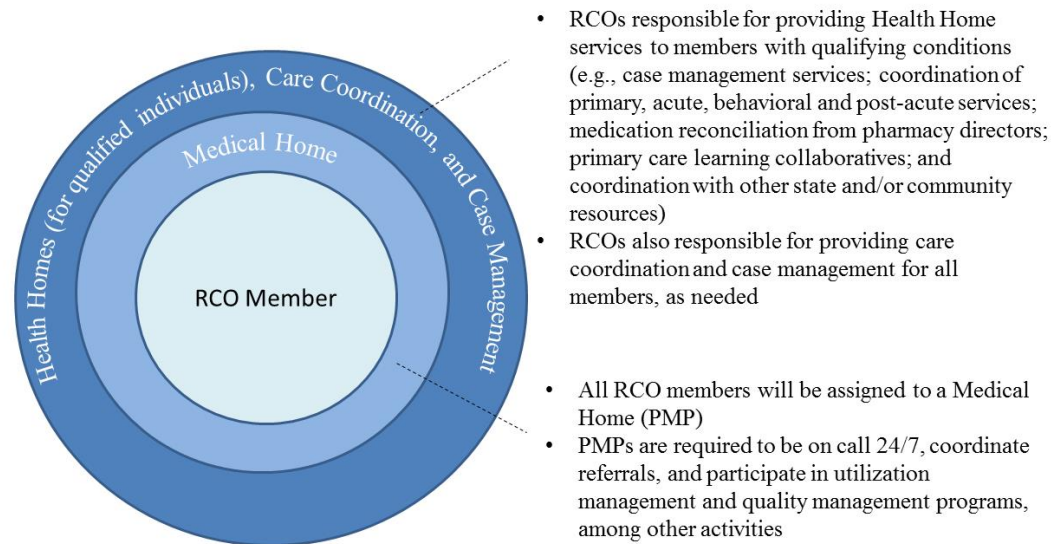 Health Homes (for qualified individuals), Care Coordination, and Case Management
Medical Home
RCO Member
• RCOs responsible for providing Health Home
services to members with qualifying conditions
(e.g., case management services; coordination of
primary, acute, behavioral and post-acute services;
medication reconciliation from pharmacy directors;
primary care learning collaboratives; and
coordination with other state and/or community
resources)
• RCOs also responsible for providing care
coordination and case management for all
members, as needed
• All RCO members will be assigned to a Medical
Home (PMP)
• PMPs are required to be on call 24/7, coordinate
referrals, and participate in utilization
management and quality management programs,
among other activities